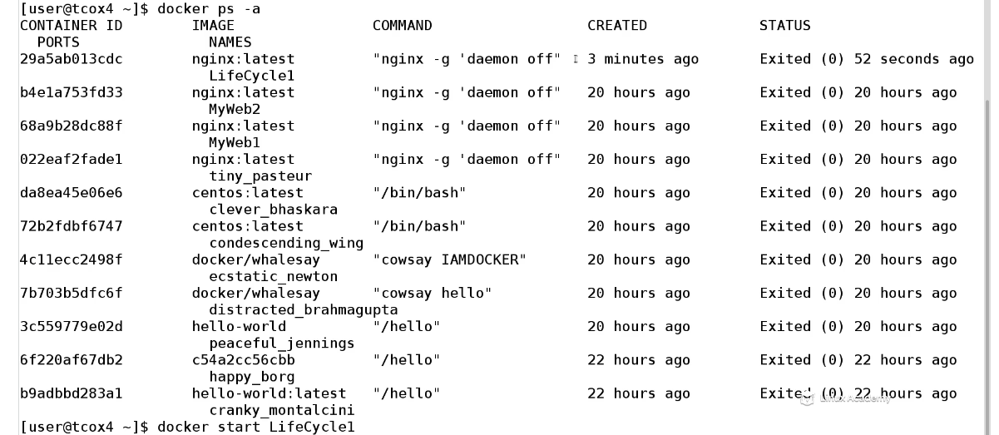 [user@tcox4 ~]$ docker ps -a
CONTAINER ID        IMAGE                COMMAND                  CREATED             STATUS
  PORTS               NAMES
29a5ab013cdc        nginx:latest         "nginx -g 'daemon off"   3 minutes ago       Exited (0) 52 seconds ago
                      LifeCycle1
b4e1a753fd33        nginx:latest         "nginx -g 'daemon off"   20 hours ago        Exited (0) 20 hours ago
                      MyWeb2
68a9b28dc88f        nginx:latest         "nginx -g 'daemon off"   20 hours ago        Exited (0) 20 hours ago
                      MyWeb1
022eaf2fade1        nginx:latest         "nginx -g 'daemon off"   20 hours ago        Exited (0) 20 hours ago
                      tiny_pasteur
da8ea45e06e6        centos:latest        "/bin/bash"              20 hours ago        Exited (0) 20 hours ago
                      clever_bhaskara
72b2fdbf6747        centos:latest        "/bin/bash"              20 hours ago        Exited (0) 20 hours ago
                      condescending_wing
4c11ecc2498f        docker/whalesay      "cowsay IAMDOCKER"       20 hours ago        Exited (0) 20 hours ago
                      ecstatic_newton
7b703b5dfc6f        docker/whalesay      "cowsay hello"           20 hours ago        Exited (0) 20 hours ago
                      distracted_brahmagupta
3c559779e02d        hello-world          "/hello"                 20 hours ago        Exited (0) 20 hours ago
                      peaceful_jennings
6f220af67db2        c54a2cc56cbb         "/hello"                 22 hours ago        Exited (0) 22 hours ago
                      happy_borg
b9adbbd283a1        hello-world:latest   "/hello"                 22 hours ago        Exited (0) 22 hours ago
                      cranky_montalcini
Linux Academy
[user@tcox4 ~]$ docker start LifeCycle1